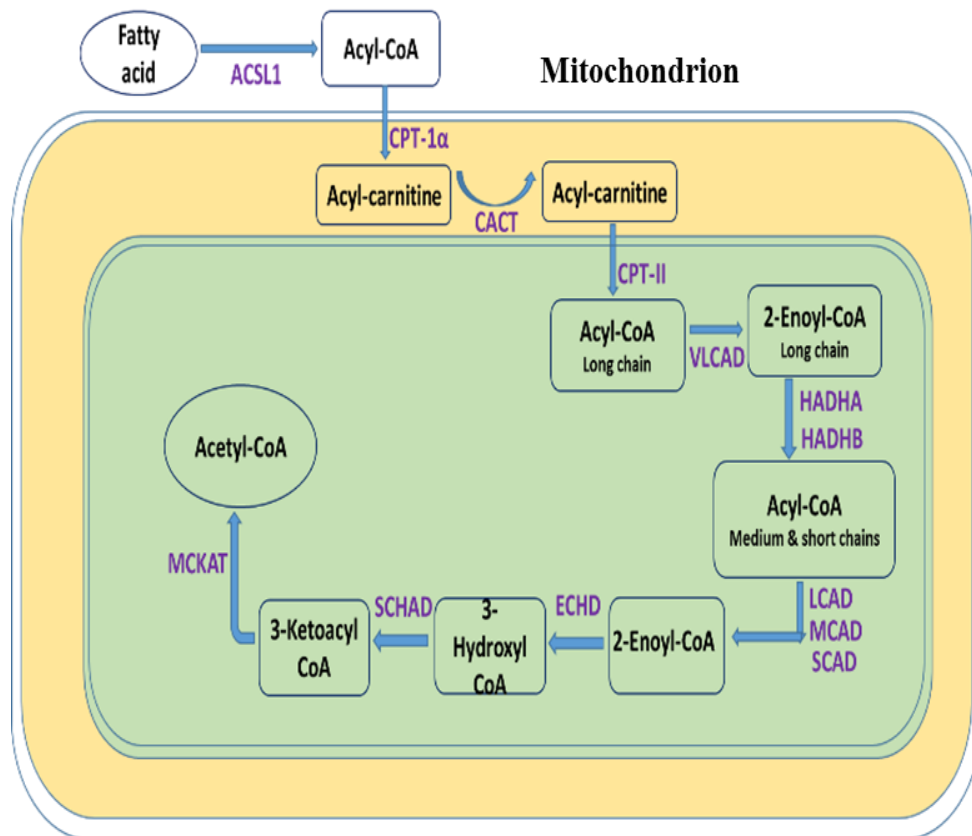 Fatty
acid
ACSL1
Acyl-CoA
Mitochondrion
CPT-1α
Acyl-carnitine
CACT
Acyl-carnitine
CPT-II
Acyl-CoA
Long chain
VLCAD
2-Enoyl-CoA
Long chain
HADHA
HADHB
Acyl-CoA
Medium & short chains
LCAD
MCAD
SCAD
2-Enoyl-CoA
ECHD
3-
Hydroxyl
CoA
SCHAD
3-Ketoacyl
CoA
MCKAT
Acetyl-CoA